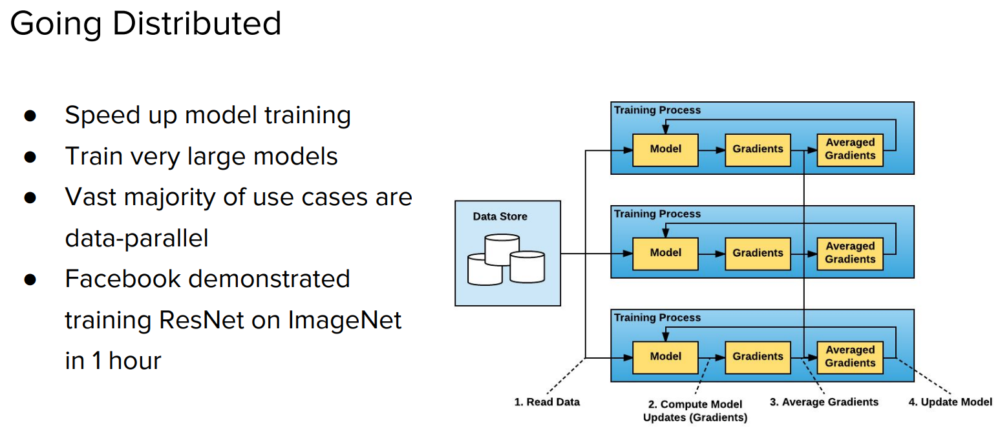 Going Distributed
● Speed up model training
● Train very large models
● Vast majority of use cases are
data-parallel
● Facebook demonstrated
training ResNet on ImageNet
in 1 hour
Data Store
Training Process
Model
Gradients
Averaged
Gradients
Training Process
Model
Gradients
Averaged
Gradients
Training Process
Model
Gradients
Averaged
Gradients
1. Read Data
2. Compute Model
Updates (Gradients)
3. Average Gradients
4. Update Model